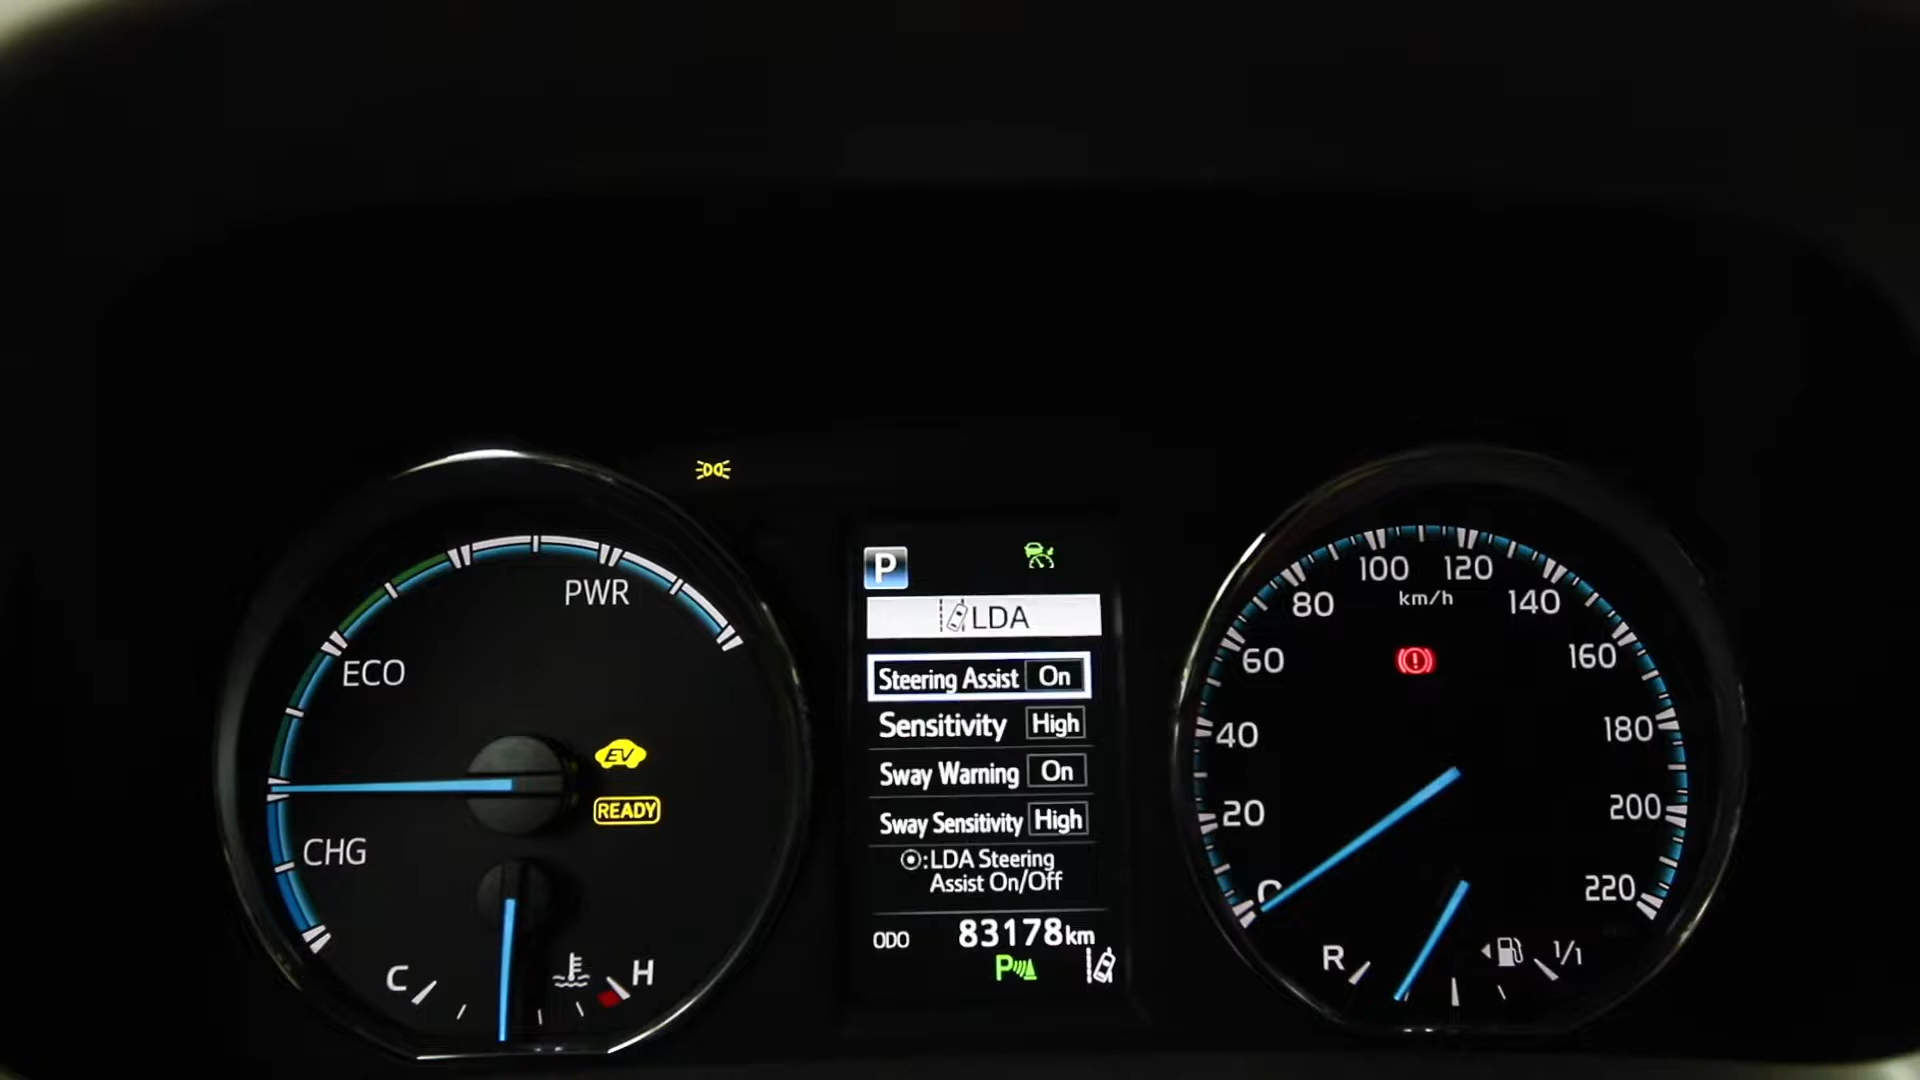 PWR
ECO
CHG
EV
READY
C
H
P
LDA
Steering Assist On
Sensitivity High
Sway Warning On
Sway Sensitivity High
:LDA Steering
Assist On/Off
ODO 83178km
P
20
40
60
80
100
120
140
160
180
200
220
km/h
R
1/1